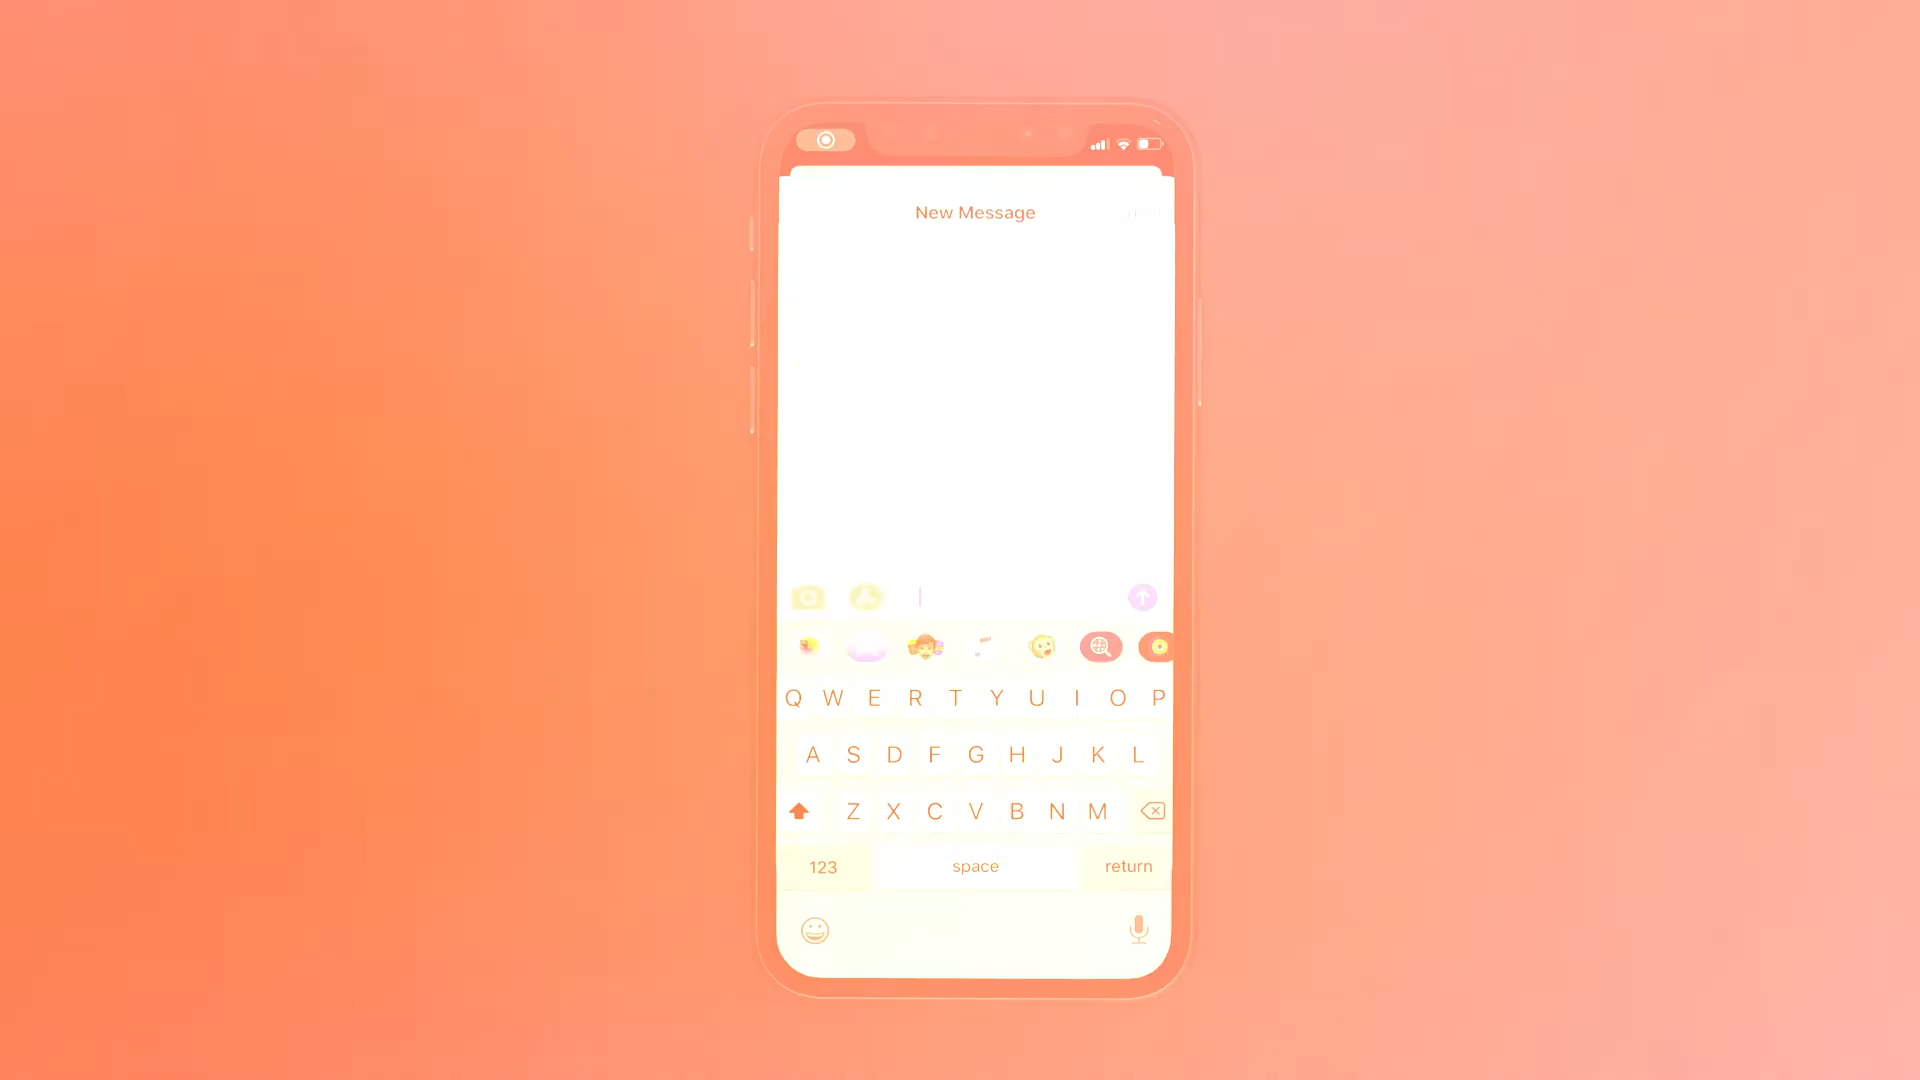 New Message
Q W E R T Y U I O P
A S D F G H J K L
Z X C V B N M
123 space return